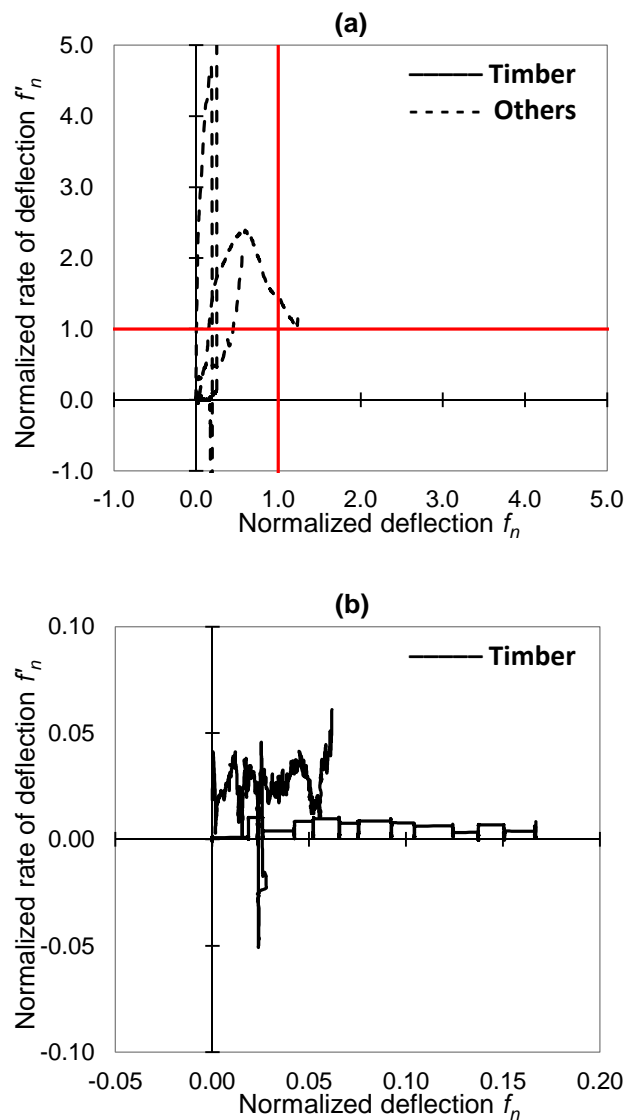 (a)
Normalized rate of deflection f'n
5.0
4.0
3.0
2.0
1.0
0.0
-1.0
Timber
Others
-1.0 0.0 1.0 2.0 3.0 4.0 5.0
Normalized deflection fn
(b)
Normalized rate of deflection f'n
0.10
0.05
0.00
-0.05
-0.10
Timber
-0.05 0.00 0.05 0.10 0.15 0.20
Normalized deflection fn